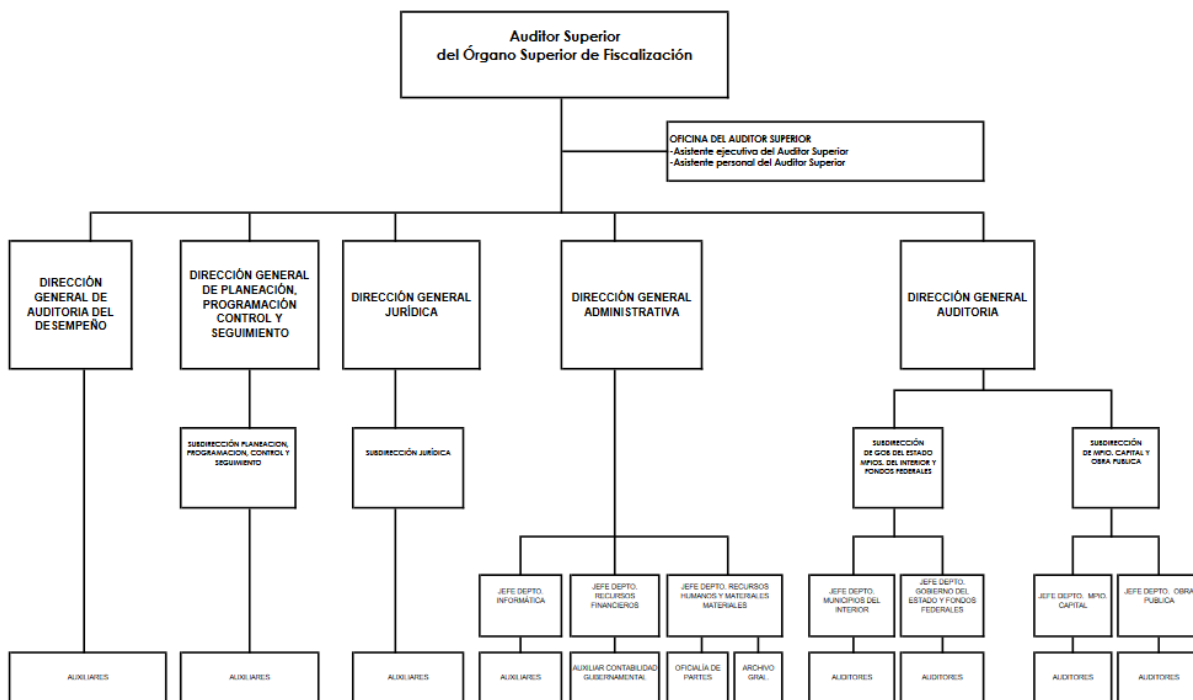 Auditor Superior
del Órgano Superior de Fiscalización
OFICINA DEL AUDITOR SUPERIOR
-Asistente ejecutiva del Auditor Superior
-Asistente personal del Auditor Superior
DIRECCIÓN
GENERAL DE
AUDITORIA DEL
DESEMPEÑO
DIRECCIÓN GENERAL
DE PLANEACIÓN,
PROGRAMACIÓN
CONTROL Y
SEGUIMIENTO
DIRECCIÓN GENERAL
JURÍDICA
DIRECCIÓN GENERAL
ADMINISTRATIVA
DIRECCIÓN GENERAL
AUDITORIA
SUBDIRECCIÓN PLANEACION,
PROGRAMACION, CONTROL Y
SEGUIMIENTO
SUBDIRECCIÓN JURÍDICA
SUBDIRECCIÓN
DE GOB DEL ESTADO
MPIOS. DEL INTERIOR Y
FONDOS FEDERALES
SUBDIRECCIÓN
DE MPIO. CAPITAL Y
OBRA PUBLICA
JEFE DEPTO.
INFORMÁTICA
JEFE DEPTO.
RECURSOS
FINANCIEROS
JEFE DEPTO. RECURSOS
HUMANOS Y MATERIALES
MATERIALES
JEFE DEPTO.
MUNICIPIOS DEL
INTERIOR
JEFE DEPTO.
GOBIERNO DEL
ESTADO Y FONDOS
FEDERALES
JEFE DEPTO. MPIO.
CAPITAL
JEFE DEPTO. OBRA
PUBLICA
AUXILIARES
AUXILIARES
AUXILIARES
AUXILIARES
AUXILIAR CONTABILIDAD
GUBERNAMENTAL
OFICIALÍA DE
PARTES
ARCHIVO
GRAL.
AUDITORES
AUDITORES
AUDITORES
AUDITORES